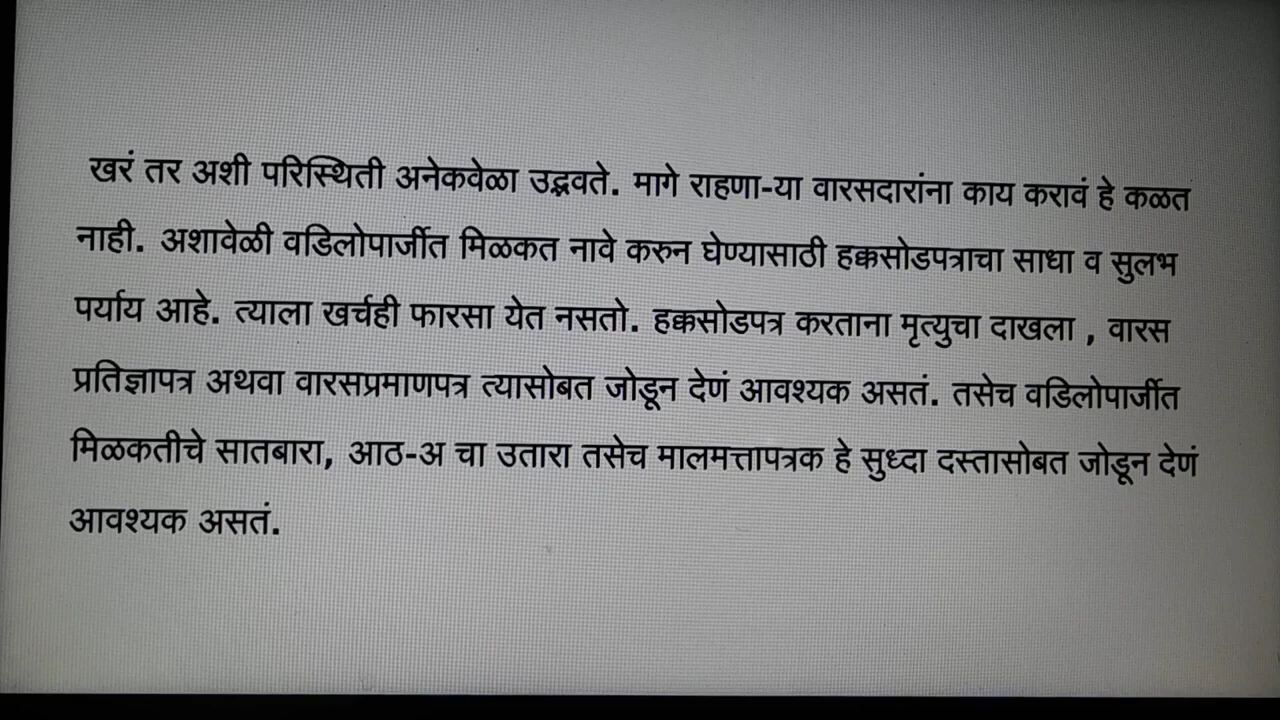 खरं तर अशी परिस्थिती अनेकवेळा उद्भवते. मागे राहणा-या वारसदारांना काय करावं हे कळत
नाही. अशावेळी वडिलोपार्जीत मिळकत नावे करुन घेण्यासाठी हक्कसोडपत्राचा साधा व सुलभ
पर्याय आहे. त्याला खर्चही फारसा येत नसतो. हक्कसोडपत्र करताना मृत्युचा दाखला , वारस
प्रतिज्ञापत्र अथवा वारसप्रमाणपत्र त्यासोबत जोडून देणं आवश्यक असतं. तसेच वडिलोपार्जीत
मिळकतीचे सातबारा, आठ-अ चा उतारा तसेच मालमत्तापत्रक हे सुध्दा दस्तासोबत जोडून देणं
आवश्यक असतं.